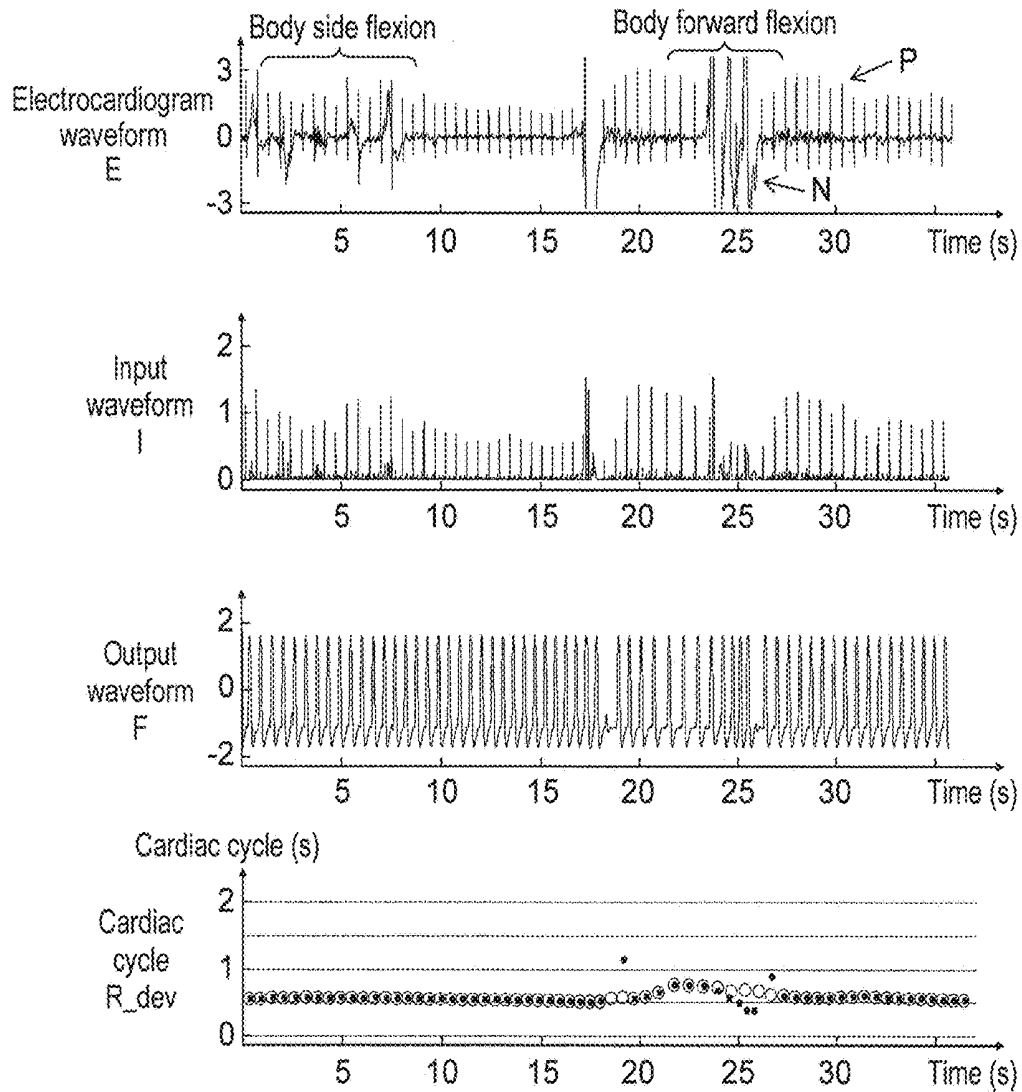 Body side flexion
Body forward flexion
Electrocardiogram
waveform
E
3
0
-3
P
N
5 10 15 20 25 30 Time (s)
Input
waveform
I
2
1
0
5 10 15 20 25 30 Time (s)
Output
waveform
F
2
0
-2
5 10 15 20 25 30 Time (s)
Cardiac cycle (s)
Cardiac
cycle
R_dev
2
1
0
5 10 15 20 25 30 Time (s)